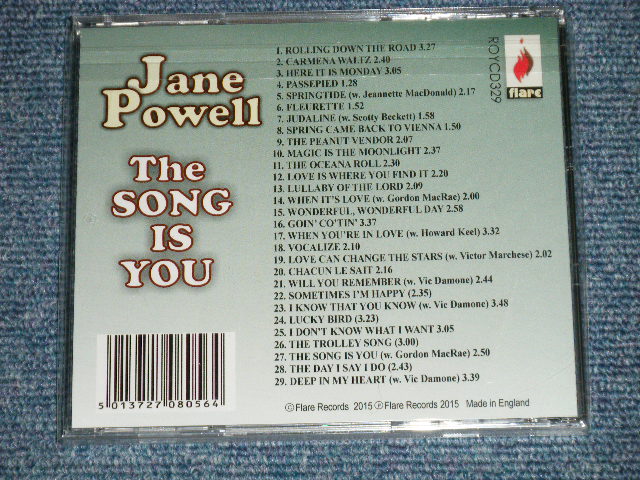 Jane
Powell
The
SONG
IS
YOU
1. ROLLING DOWN THE ROAD 3.27
2. CARMENA WALTZ 2.40
3. HERE IT IS MONDAY 3.05
4. PASSEPIED 1.28
5. SPRINGTIDE (w. Jeannette MacDonald) 2.17
6. FLEURETTE 1.52
7. JUDALINE (w. Scotty Beckett) 1.58
8. SPRING CAME BACK TO VIENNA 1.50
9. THE PEANUT VENDOR 2.07
10. MAGIC IS THE MOONLIGHT 2.37
11. THE OCEANA ROLL 2.30
12. LOVE IS WHERE YOU FIND IT 2.20
13. LULLABY OF THE LORD 2.09
14. WHEN IT'S LOVE (w. Gordon MacRae) 2.00
15. WONDERFUL, WONDERFUL DAY 2.58
16. GOIN' CO'TIN' 3.37
17. WHEN YOU'RE IN LOVE (w. Howard Keel) 3.32
18. VOCALIZE 2.10
19. LOVE CAN CHANGE THE STARS (w. Victor Marchese) 2.02
20. CHACUN LE SAIT 2.16
21. WILL YOU REMEMBER (w. Vic Damone) 2.44
22. SOMETIMES I'M HAPPY (2.35)
23. I KNOW THAT YOU KNOW (w. Vic Damone) 3.48
24. LUCKY BIRD (3.23)
25. I DON'T KNOW WHAT I WANT 3.05
26. THE TROLLEY SONG (3.00)
27. THE SONG IS YOU (w. Gordon MacRae) 2.50
28. THE DAY I SAY I DO (2.43)
29. DEEP IN MY HEART (w. Vic Damone) 3.39
ROYCD329
flare
5 013727 080564
© Flare Records 2015 ℗ Flare Records 2015 Made in England